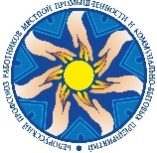 БЕЛОРУССКИЙ ПРОФСОЮЗ РАБОТНИКОВ МЕСТНОЙ ПРОМЫШЛЕННОСТИ И КОММУНАЛЬНО-БЫТОВЫХ ПРЕДПРИЯТИЙ